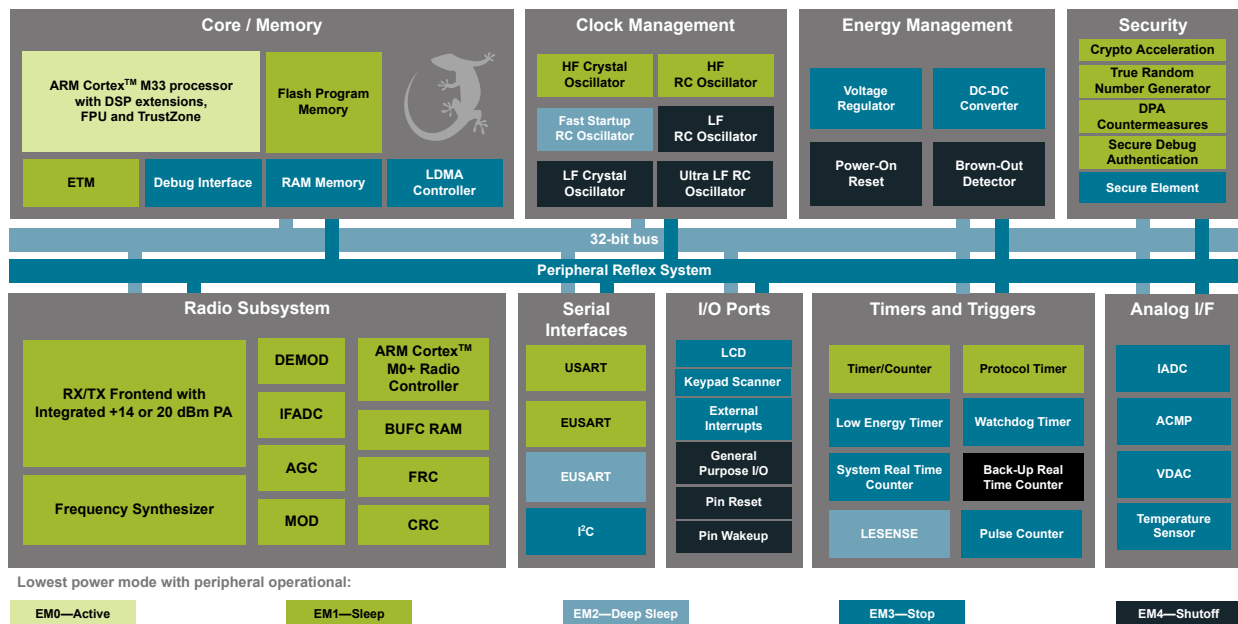 Core / Memory
ARM Cortex™ M33 processor
with DSP extensions,
FPU and TrustZone
Flash Program
Memory
ETM
Debug Interface
RAM Memory
LDMA
Controller
Clock Management
HF Crystal
Oscillator
HF
RC Oscillator
Fast Startup
RC Oscillator
LF
RC Oscillator
LF Crystal
Oscillator
Ultra LF RC
Oscillator
Energy Management
Voltage
Regulator
DC-DC
Converter
Power-On
Reset
Brown-Out
Detector
Security
Crypto Acceleration
True Random
Number Generator
DPA
Countermeasures
Secure Debug
Authentication
Secure Element
32-bit bus
Peripheral Reflex System
Radio Subsystem
RX/TX Frontend with
Integrated +14 or 20 dBm PA
Frequency Synthesizer
DEMOD
IFADC
AGC
MOD
ARM Cortex™
M0+ Radio
Controller
BUFC RAM
FRC
CRC
Serial
Interfaces
USART
EUSART
EUSART
I²C
I/O Ports
LCD
Keypad Scanner
External
Interrupts
General
Purpose I/O
Pin Reset
Pin Wakeup
Timers and Triggers
Timer/Counter
Protocol Timer
Low Energy Timer
Watchdog Timer
System Real Time
Counter
Back-Up Real
Time Counter
LESENSE
Pulse Counter
Analog I/F
IADC
ACMP
VDAC
Temperature
Sensor
Lowest power mode with peripheral operational:
EM0—Active
EM1—Sleep
EM2—Deep Sleep
EM3—Stop
EM4—Shutoff